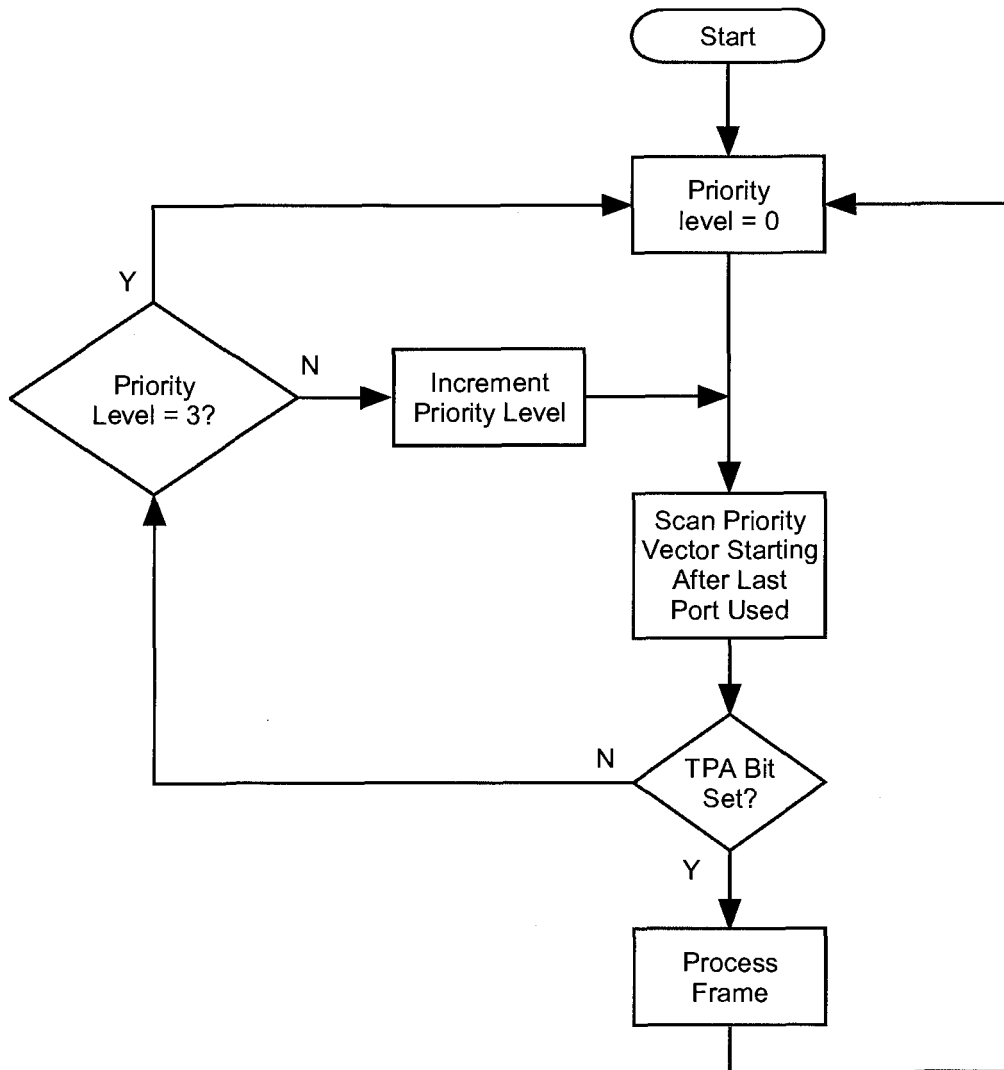 Start
Priority
level = 0
Y
N
Priority
Level = 3?
Increment
Priority Level
Scan Priority
Vector Starting
After Last
Port Used
N
TPA Bit
Set?
Y
Process
Frame